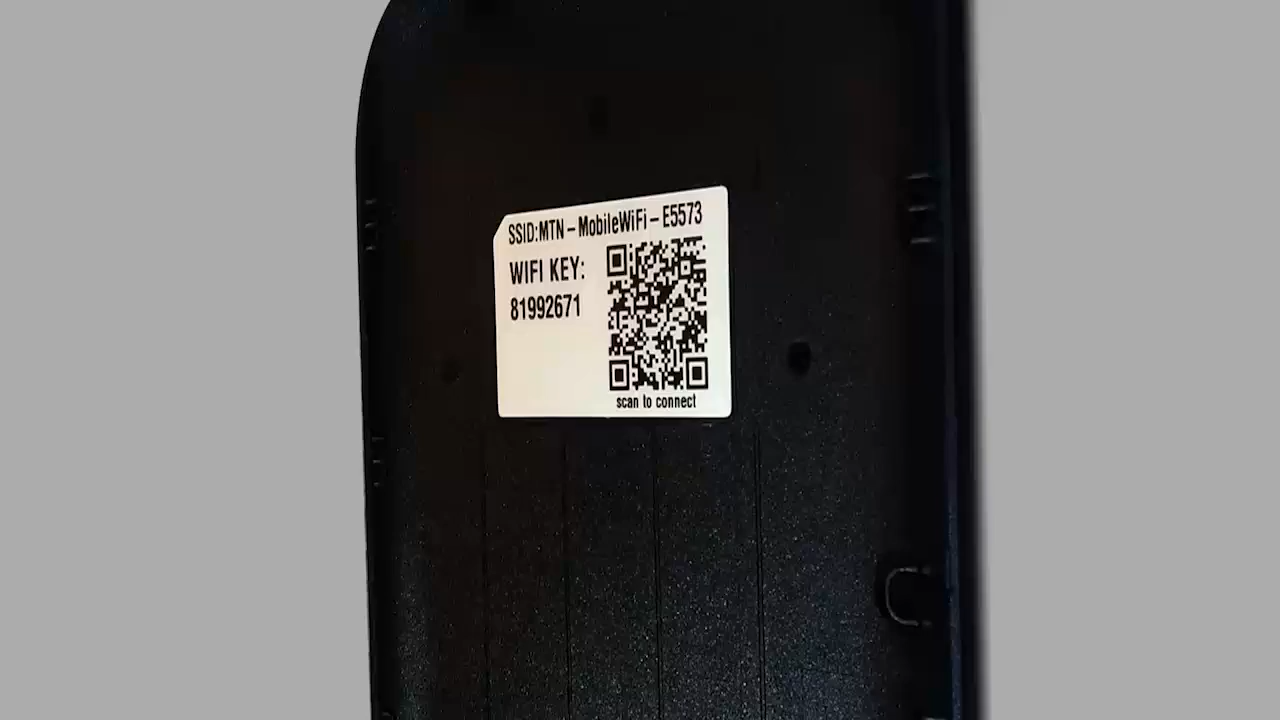 SSID:MTN – MobileWiFi – E5573
WIFI KEY:
81992671
scan to connect